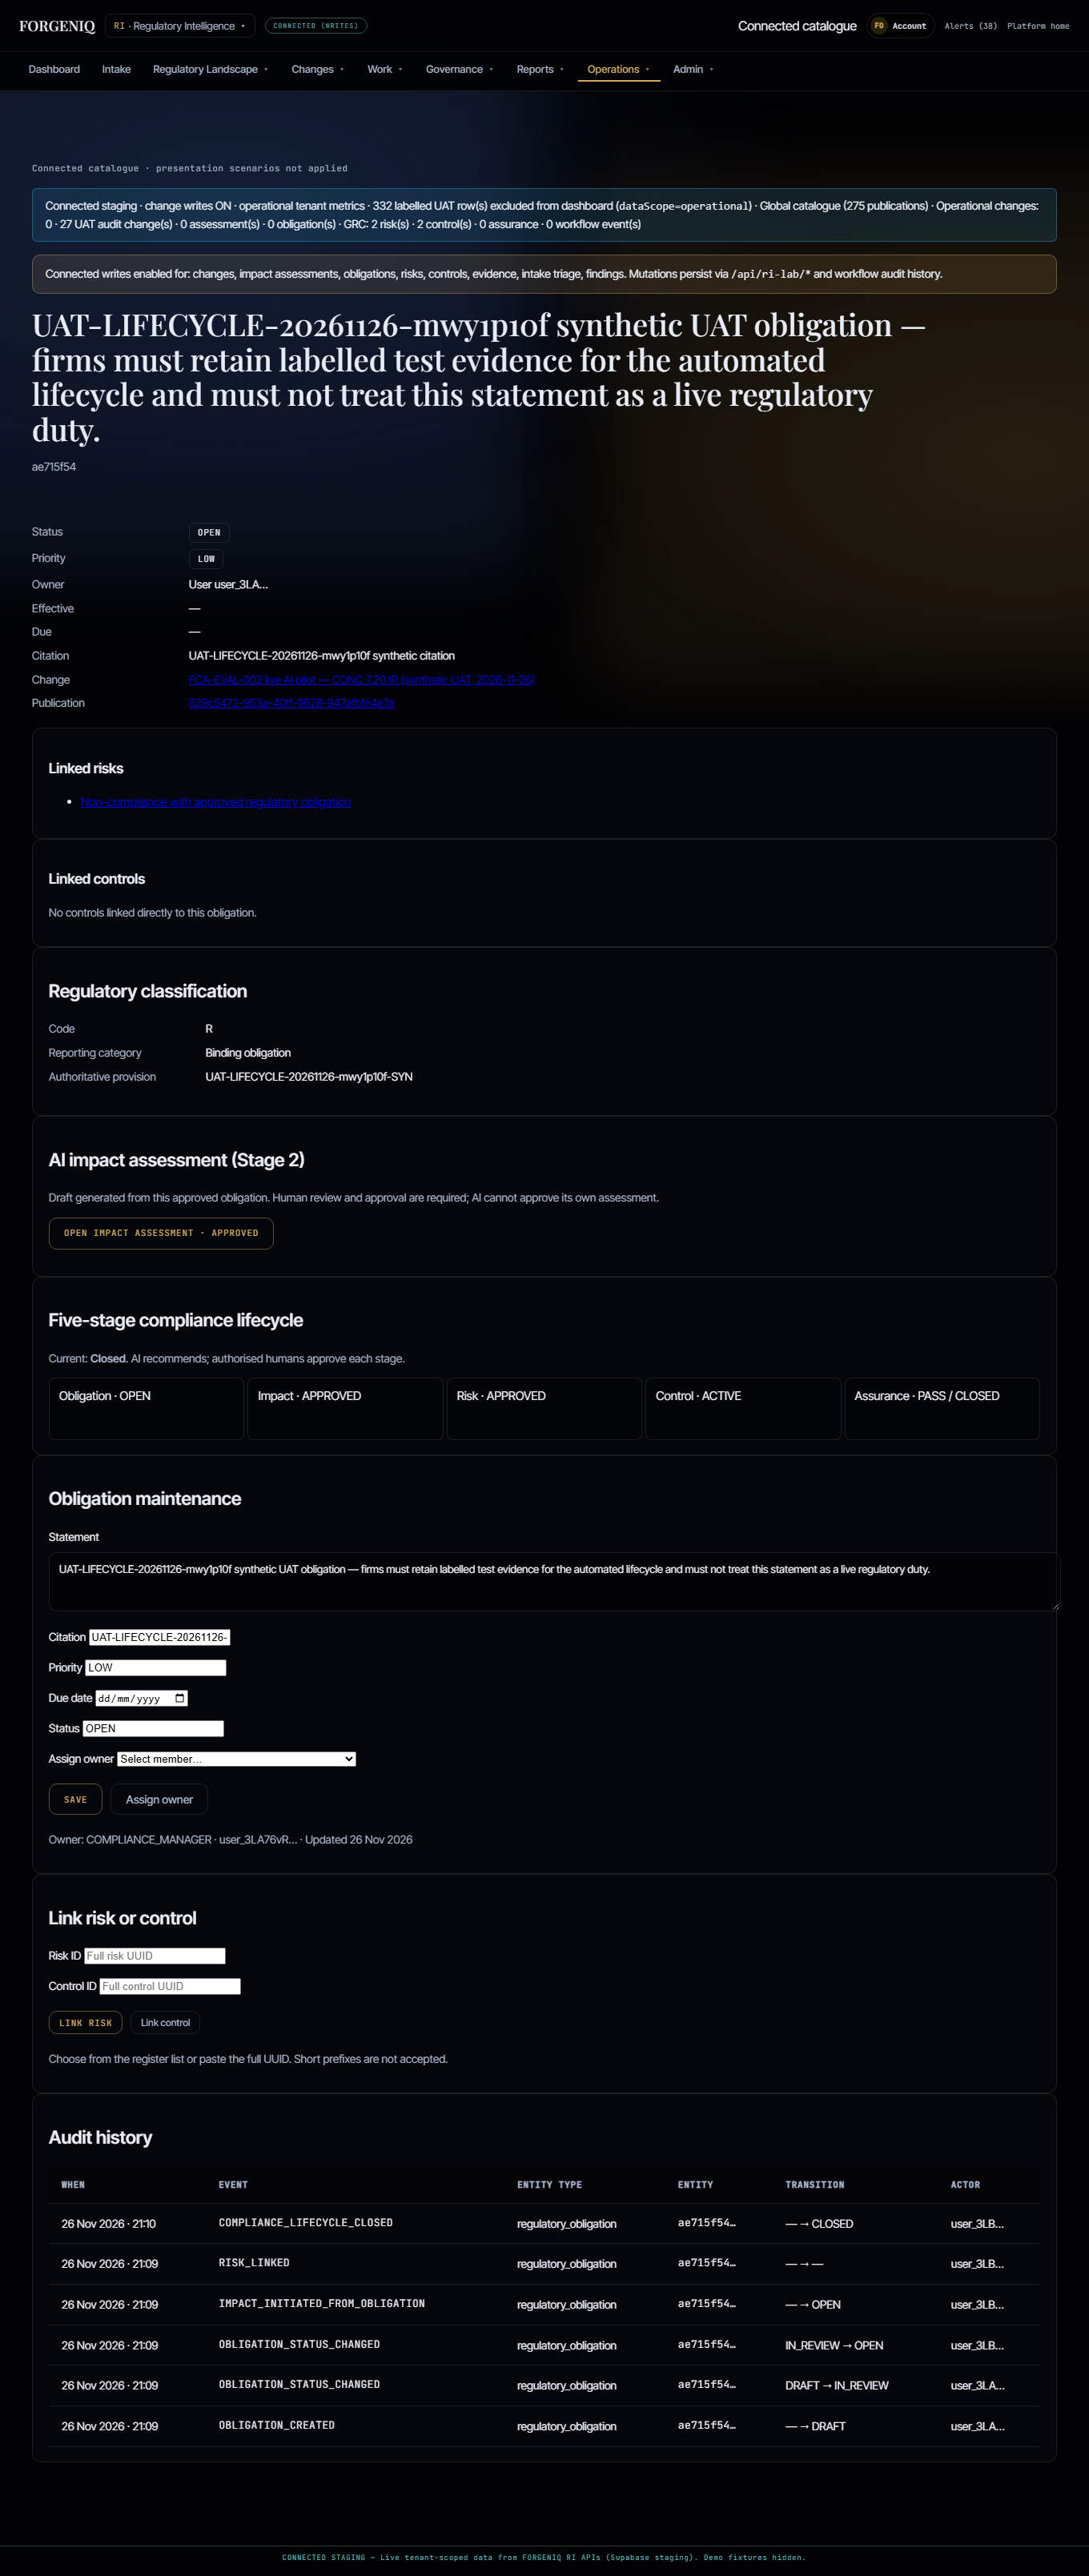 FORGENIQ RI · Regulatory Intelligence ▾ CONNECTED (WRITES) Connected catalogue FO Account Alerts (38) Platform home
Dashboard Intake Regulatory Landscape ▾ Changes ▾ Work ▾ Governance ▾ Reports ▾ Operations ▾ Admin ▾
Connected catalogue · presentation scenarios not applied
Connected staging · change writes ON · operational tenant metrics · 332 labelled UAT row(s) excluded from dashboard (dataScope=operational) · Global catalogue (275 publications) · Operational changes:
0 · 27 UAT audit change(s) · 0 assessment(s) · 0 obligation(s) · GRC: 2 risk(s) · 2 control(s) · 0 assurance · 0 workflow event(s)
Connected writes enabled for: changes, impact assessments, obligations, risks, controls, evidence, intake triage, findings. Mutations persist via /api/ri-lab/* and workflow audit history.
UAT-LIFECYCLE-20261126-mwy1p10f synthetic UAT obligation —
firms must retain labelled test evidence for the automated
lifecycle and must not treat this statement as a live regulatory
duty.
ae715f54
Status OPEN
Priority LOW
Owner User user_3LA…
Effective —
Due —
Citation UAT-LIFECYCLE-20261126-mwy1p10f synthetic citation
Change FCA-EVAL-002 live AI pilot — CONC 7.20.1R (synthetic UAT, 2026-11-26)
Publication
Linked risks
• Non-compliance with approved regulatory obligation
Linked controls
No controls linked directly to this obligation.
Regulatory classification
Code R
Reporting category Binding obligation
Authoritative provision UAT-LIFECYCLE-20261126-mwy1p10f-SYN
AI impact assessment (Stage 2)
Draft generated from this approved obligation. Human review and approval are required; AI cannot approve its own assessment.
OPEN IMPACT ASSESSMENT · APPROVED
Five-stage compliance lifecycle
Current: Closed. AI recommends; authorised humans approve each stage.
Obligation · OPEN Impact · APPROVED Risk · APPROVED Control · ACTIVE Assurance · PASS / CLOSED
Obligation maintenance
Statement
UAT-LIFECYCLE-20261126-mwy1p10f synthetic UAT obligation — firms must retain labelled test evidence for the automated lifecycle and must not treat this statement as a live regulatory duty.
Citation UAT-LIFECYCLE-20261126-
Priority LOW
Due date dd/mm/yyyy
Status OPEN
Assign owner Select member…
SAVE Assign owner
Owner: COMPLIANCE_MANAGER · user_3LA76vR… · Updated 26 Nov 2026
Link risk or control
Risk ID Full risk UUID
Control ID Full control UUID
LINK RISK Link control
Choose from the register list or paste the full UUID. Short prefixes are not accepted.
Audit history
WHEN EVENT ENTITY TYPE ENTITY TRANSITION ACTOR
26 Nov 2026 · 21:10 COMPLIANCE_LIFECYCLE_CLOSED regulatory_obligation ae715f54… — → CLOSED user_3LB…
26 Nov 2026 · 21:09 RISK_LINKED regulatory_obligation ae715f54… — → — user_3LB…
26 Nov 2026 · 21:09 IMPACT_INITIATED_FROM_OBLIGATION regulatory_obligation ae715f54… — → OPEN user_3LB…
26 Nov 2026 · 21:09 OBLIGATION_STATUS_CHANGED regulatory_obligation ae715f54… IN_REVIEW → OPEN user_3LB…
26 Nov 2026 · 21:09 OBLIGATION_STATUS_CHANGED regulatory_obligation ae715f54… DRAFT → IN_REVIEW user_3LA…
26 Nov 2026 · 21:09 OBLIGATION_CREATED regulatory_obligation ae715f54… — → DRAFT user_3LA…
CONNECTED STAGING — Live tenant-scoped data from FORGENIQ RI APIs (Supabase staging). Demo fixtures hidden.